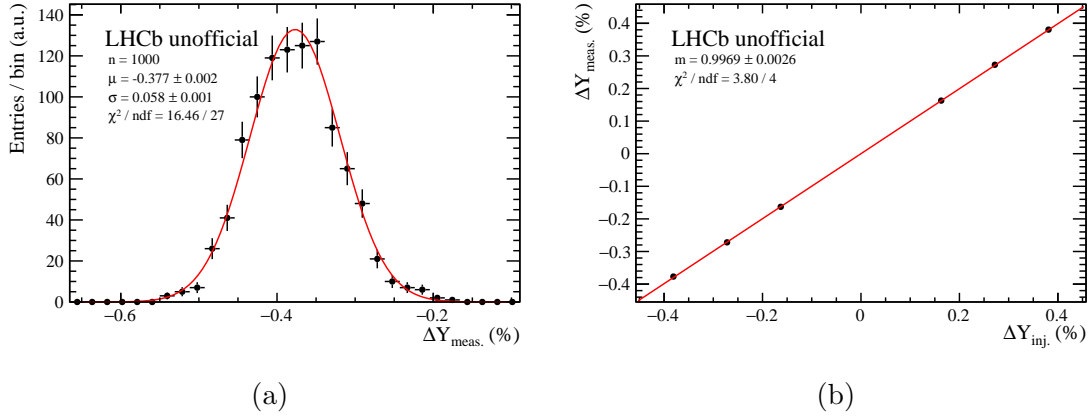 LHCb unofficial
n = 1000
μ = -0.377 ± 0.002
σ = 0.058 ± 0.001
χ² / ndf = 16.46 / 27
Entries / bin (a.u.)
140
120
100
80
60
40
20
0
−0.6
−0.4
−0.2
ΔY_meas. (%)
(a)
LHCb unofficial
m = 0.9969 ± 0.0026
χ² / ndf = 3.80 / 4
ΔY_meas. (%)
0.4
0.3
0.2
0.1
0
−0.1
−0.2
−0.3
−0.4
−0.4
−0.2
0
0.2
0.4
ΔY_inj. (%)
(b)